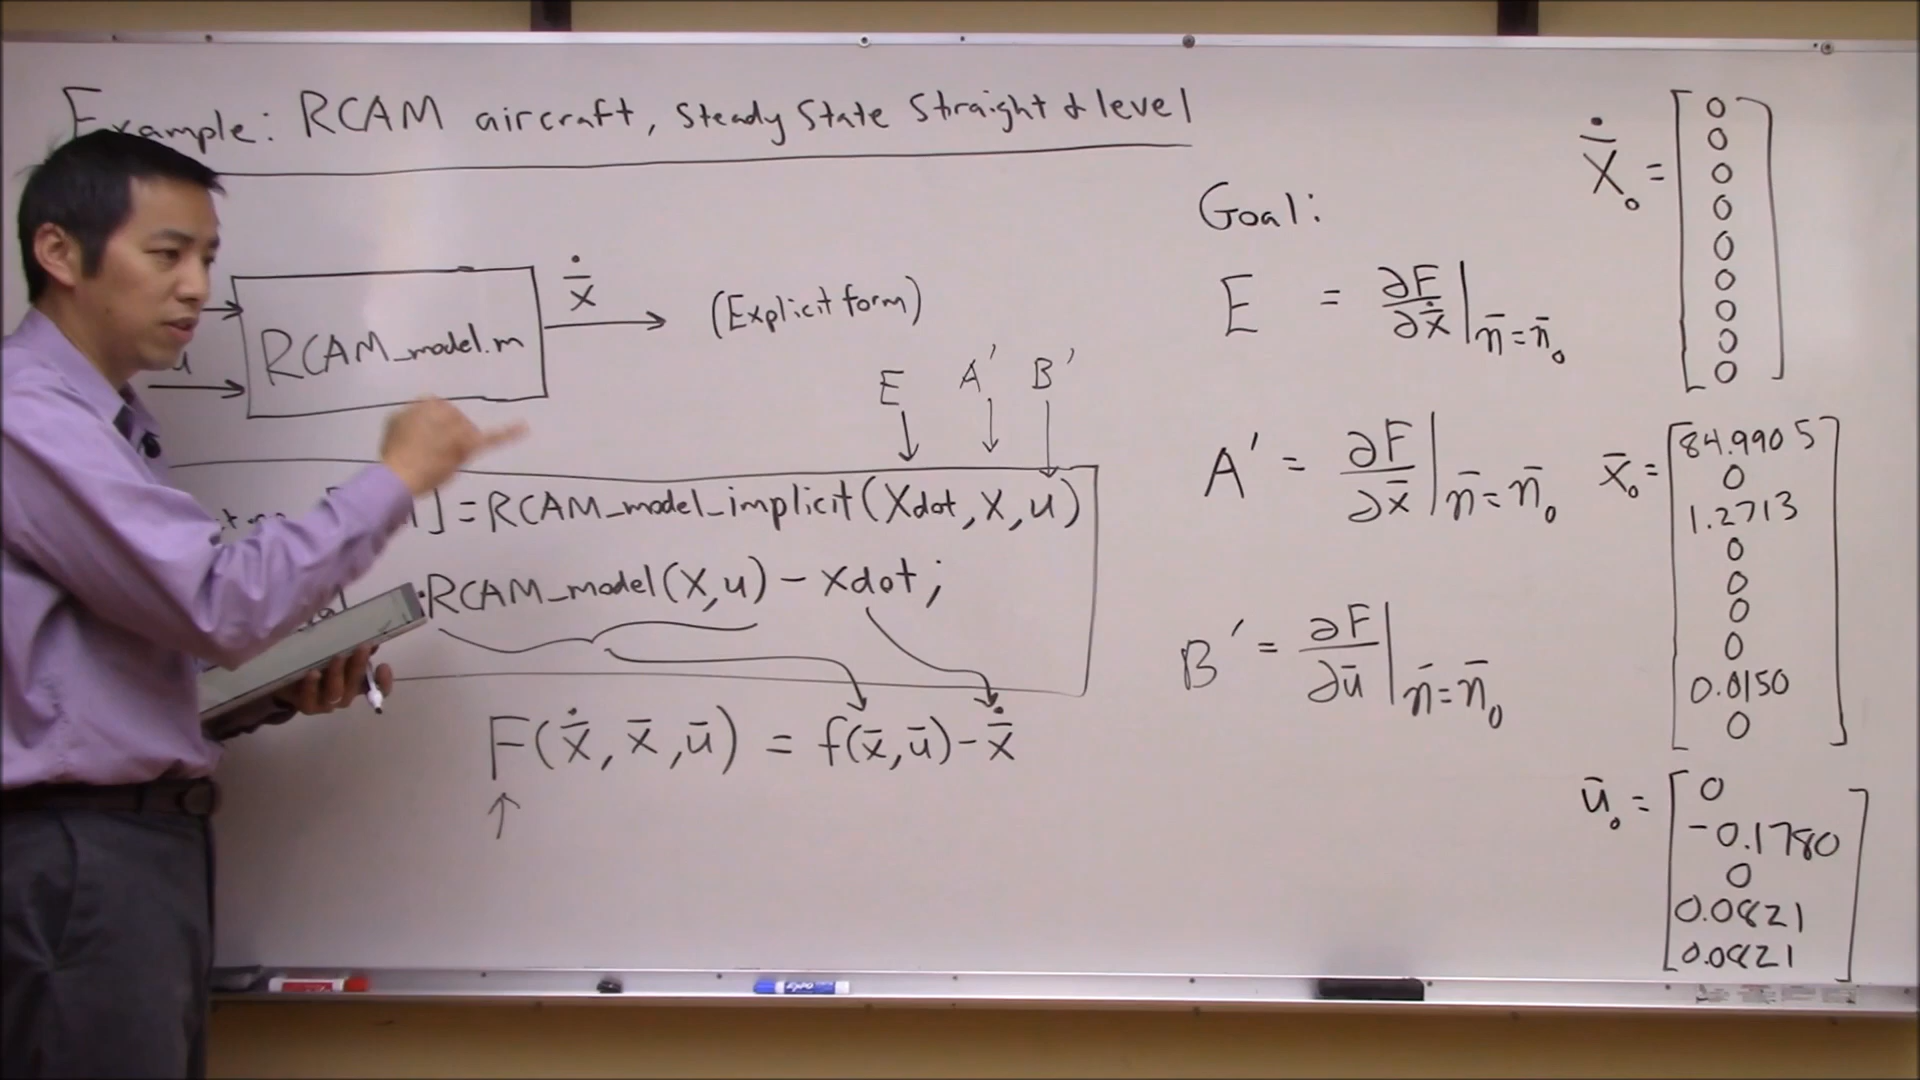 Example: RCAM aircraft, Steady State Straight & level
u
RCAM_model.m
ẋ̄
(Explicit form)
E A' B'
] = RCAM_model_implicit(Xdot, X, u)
RCAM_model(X,u) - xdot;
F(ẋ̄, x̄, ū) = f(x̄,ū) - ẋ̄
Goal:
E = ∂F/∂ẋ̄ | n̄=n̄₀
A' = ∂F/∂x̄ | n̄=n̄₀
B' = ∂F/∂ū | n̄=n̄₀
Ẋ̄₀ =
0
0
0
0
0
0
0
0
0
x̄₀ =
84.9905
0
1.2713
0
0
0
0
0.0150
0
ū₀ =
0
-0.1780
0
0.0821
0.0821
EXPO